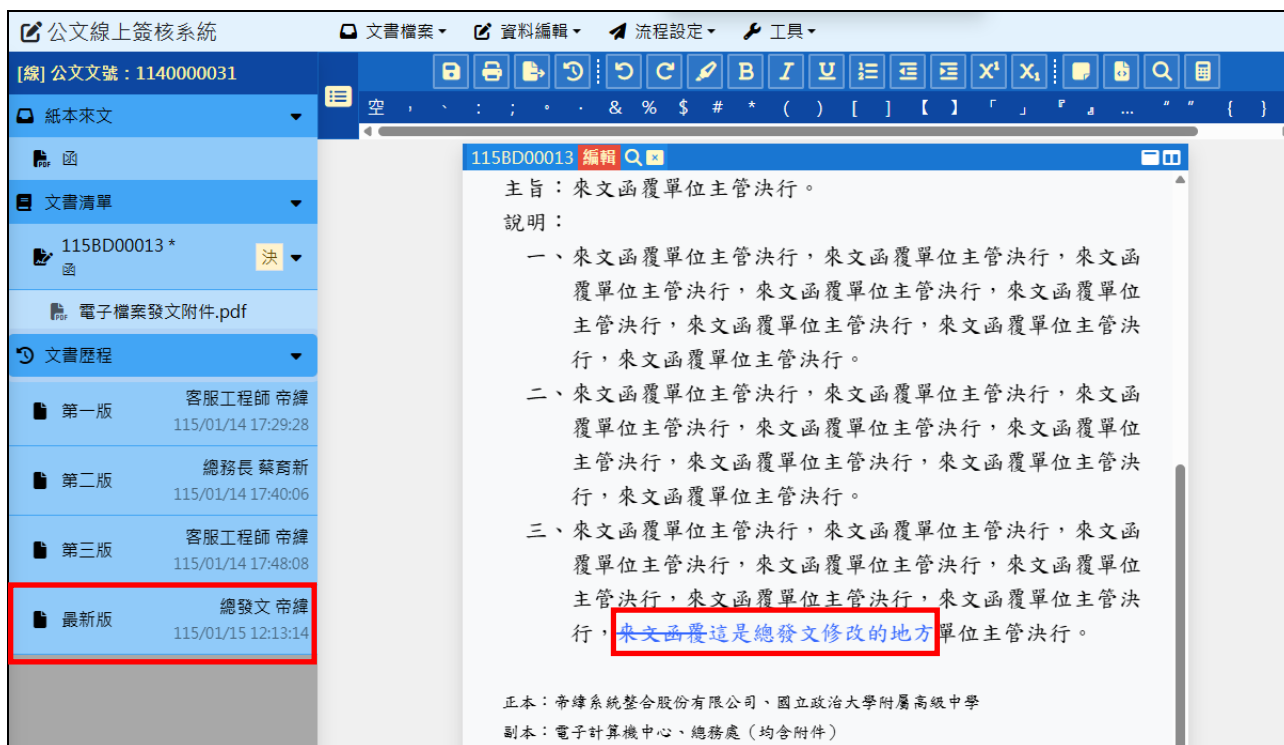 公文線上簽核系統
文書檔案 資料編輯 流程設定 工具
[線] 公文文號：1140000031
紙本來文
函
文書清單
115BD00013 *
函
決
電子檔案發文附件.pdf
文書歷程
第一版 客服工程師 帝緯
115/01/14 17:29:28
第二版 總務長 蔡育新
115/01/14 17:40:06
第三版 客服工程師 帝緯
115/01/14 17:48:08
最新版 總發文 帝緯
115/01/15 12:13:14
B I U X¹ X₁
空 ， 、 ： ； 。 · & % $ # * ( ) [ ] 【 】 「 」 『 』 … 〃 〃 { }
115BD00013 編輯
主旨：來文函覆單位主管決行。
說明：
一、來文函覆單位主管決行，來文函覆單位主管決行，來文函
覆單位主管決行，來文函覆單位主管決行，來文函覆單位
主管決行，來文函覆單位主管決行，來文函覆單位主管決
行，來文函覆單位主管決行。
二、來文函覆單位主管決行，來文函覆單位主管決行，來文函
覆單位主管決行，來文函覆單位主管決行，來文函覆單位
主管決行，來文函覆單位主管決行，來文函覆單位主管決
行，來文函覆單位主管決行。
三、來文函覆單位主管決行，來文函覆單位主管決行，來文函
覆單位主管決行，來文函覆單位主管決行，來文函覆單位
主管決行，來文函覆單位主管決行，來文函覆單位主管決
行，來文函覆這是總發文修改的地方單位主管決行。
正本：帝緯系統整合股份有限公司、國立政治大學附屬高級中學
副本：電子計算機中心、總務處（均含附件）